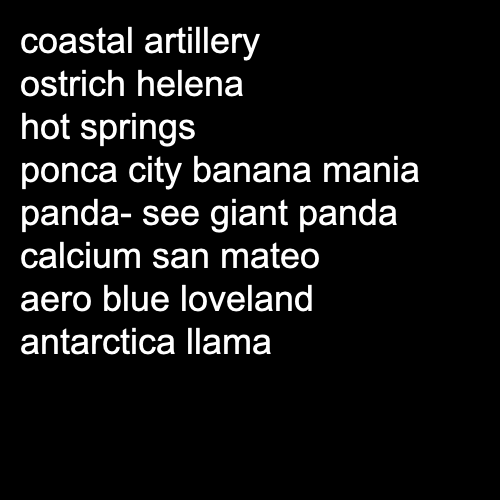 coastal artillery
ostrich helena
hot springs
ponca city banana mania
panda- see giant panda
calcium san mateo
aero blue loveland
antarctica llama